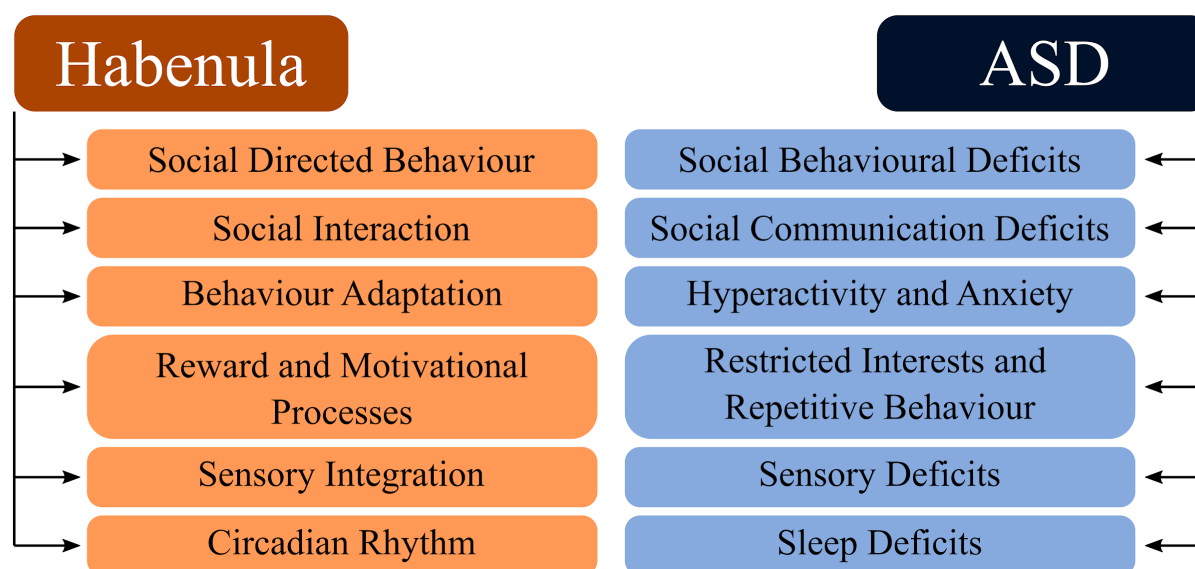 Habenula
ASD
Social Directed Behaviour
Social Behavioural Deficits
Social Interaction
Social Communication Deficits
Behaviour Adaptation
Hyperactivity and Anxiety
Reward and Motivational
Processes
Restricted Interests and
Repetitive Behaviour
Sensory Integration
Sensory Deficits
Circadian Rhythm
Sleep Deficits